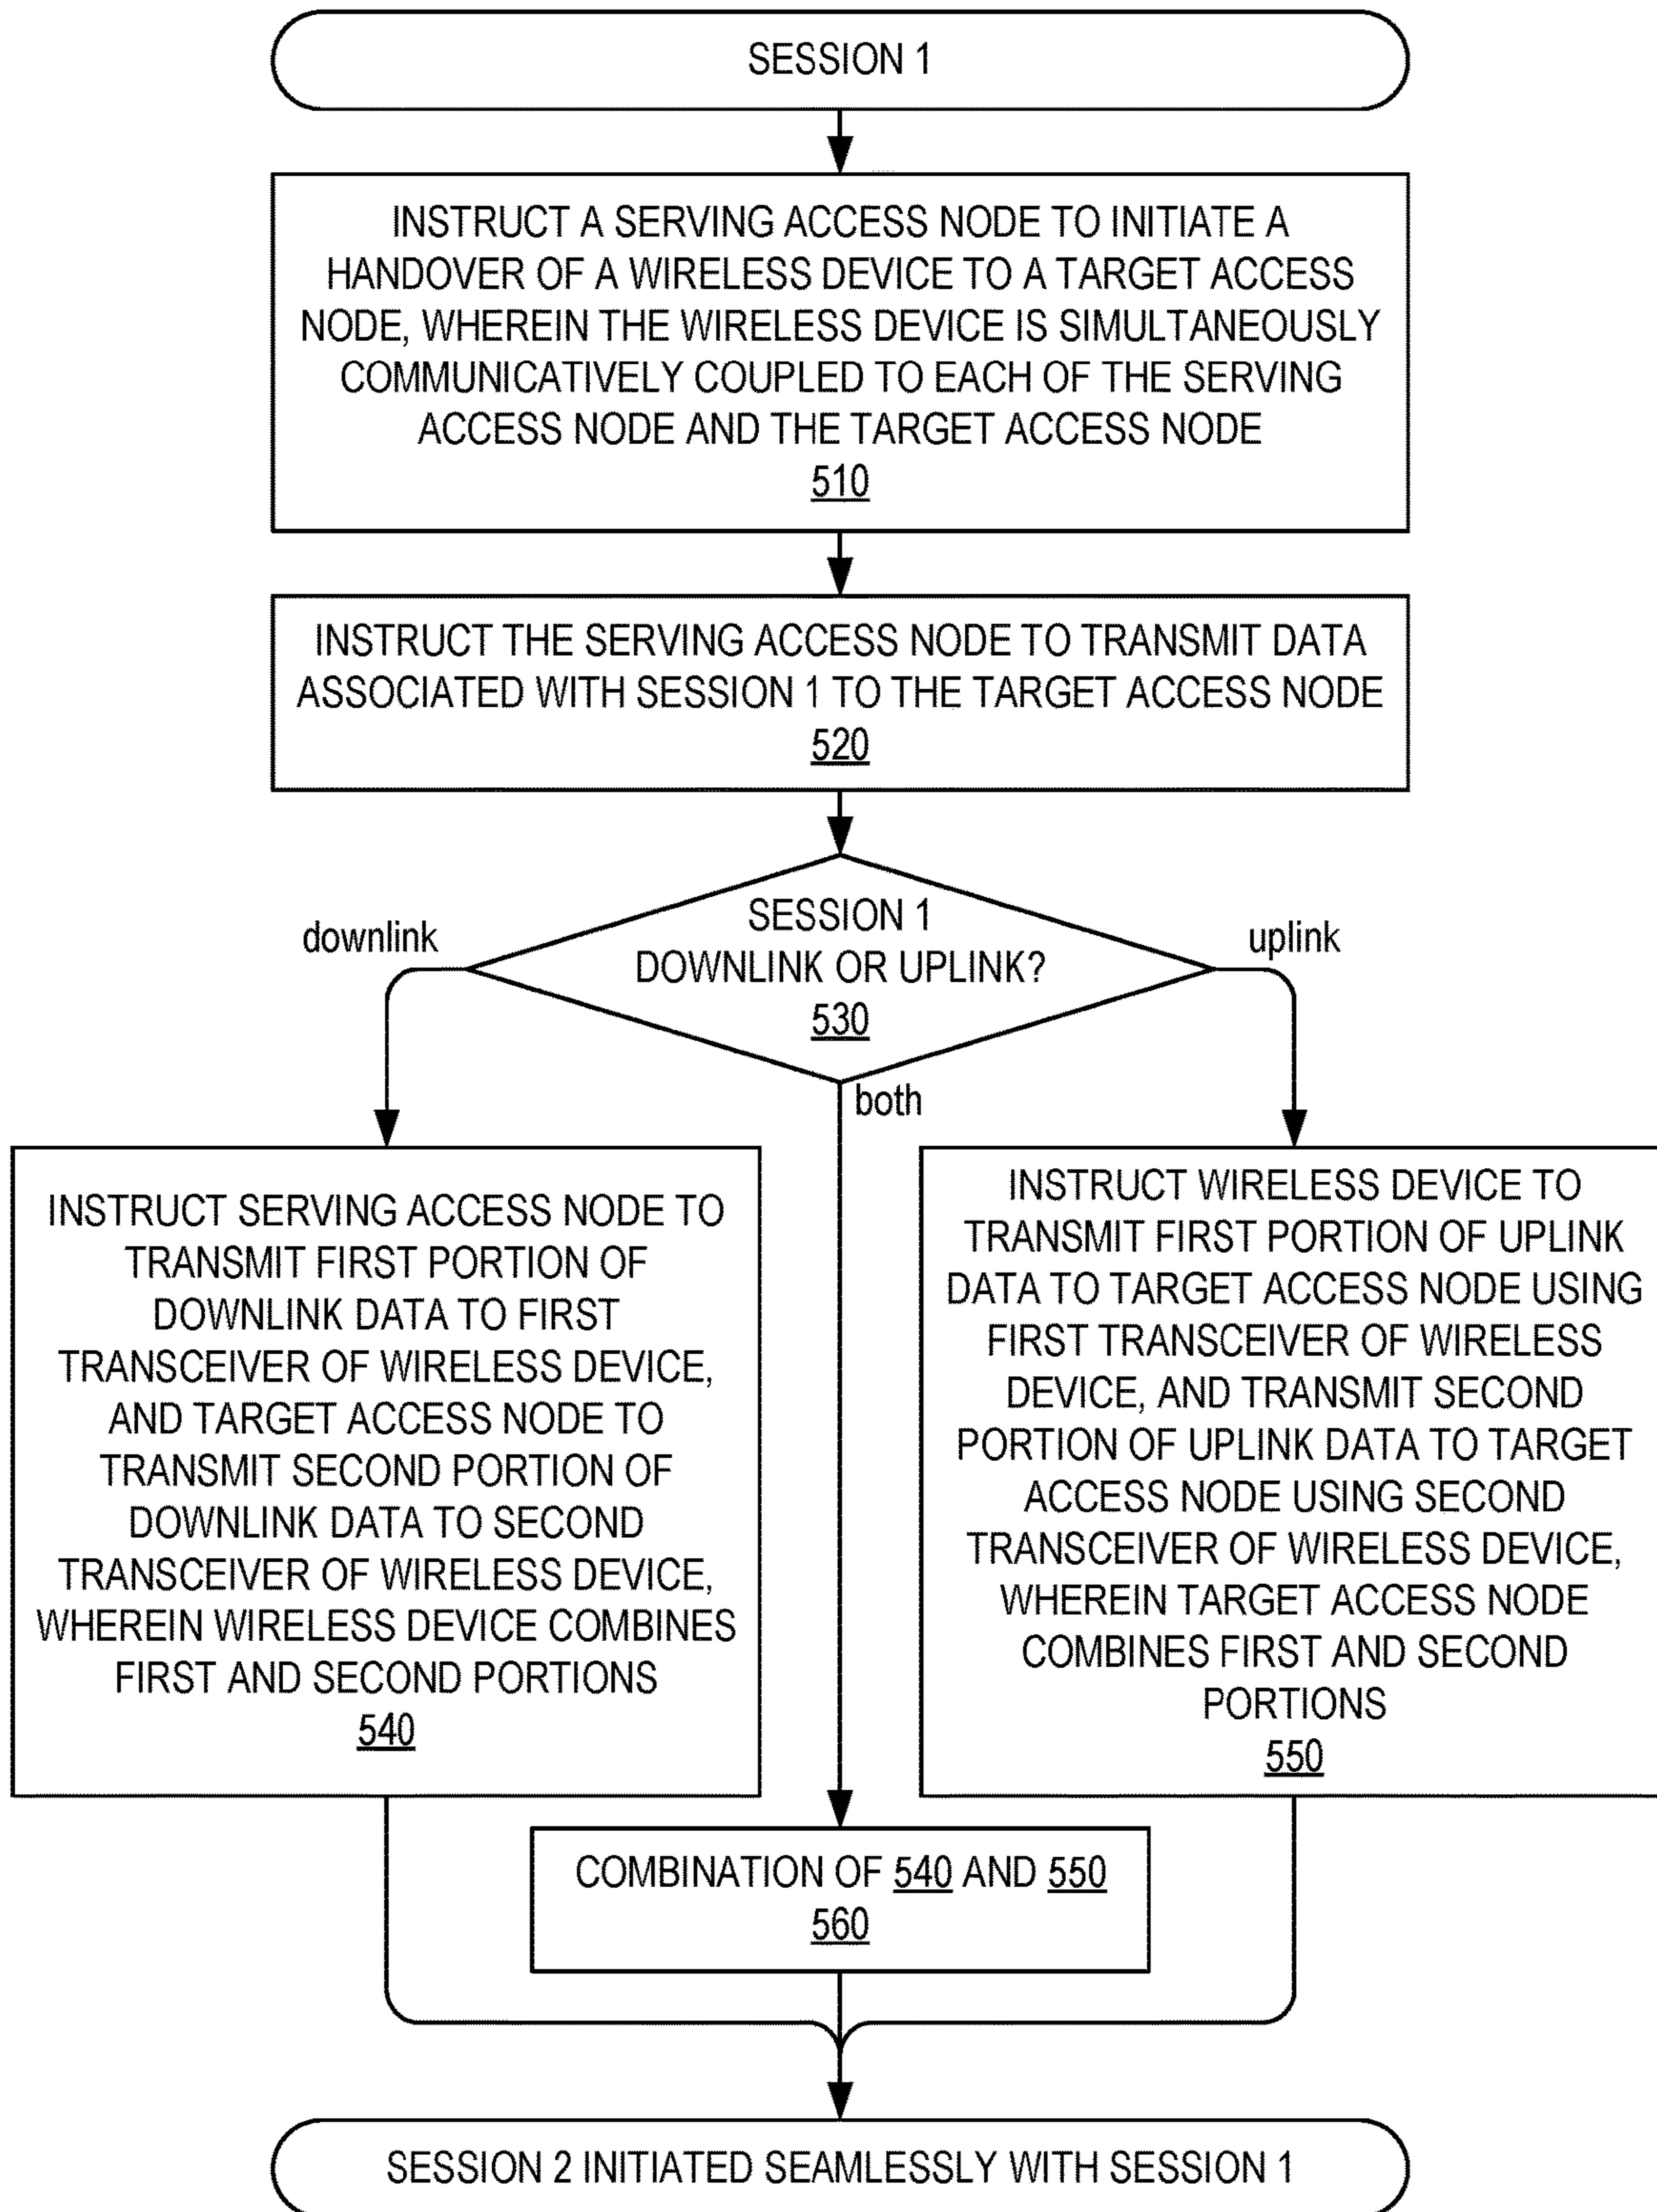 SESSION 1
INSTRUCT A SERVING ACCESS NODE TO INITIATE A
HANDOVER OF A WIRELESS DEVICE TO A TARGET ACCESS
NODE, WHEREIN THE WIRELESS DEVICE IS SIMULTANEOUSLY
COMMUNICATIVELY COUPLED TO EACH OF THE SERVING
ACCESS NODE AND THE TARGET ACCESS NODE
510
INSTRUCT THE SERVING ACCESS NODE TO TRANSMIT DATA
ASSOCIATED WITH SESSION 1 TO THE TARGET ACCESS NODE
520
SESSION 1
DOWNLINK OR UPLINK?
530
downlink
uplink
both
INSTRUCT SERVING ACCESS NODE TO
TRANSMIT FIRST PORTION OF
DOWNLINK DATA TO FIRST
TRANSCEIVER OF WIRELESS DEVICE,
AND TARGET ACCESS NODE TO
TRANSMIT SECOND PORTION OF
DOWNLINK DATA TO SECOND
TRANSCEIVER OF WIRELESS DEVICE,
WHEREIN WIRELESS DEVICE COMBINES
FIRST AND SECOND PORTIONS
540
INSTRUCT WIRELESS DEVICE TO
TRANSMIT FIRST PORTION OF UPLINK
DATA TO TARGET ACCESS NODE USING
FIRST TRANSCEIVER OF WIRELESS
DEVICE, AND TRANSMIT SECOND
PORTION OF UPLINK DATA TO TARGET
ACCESS NODE USING SECOND
TRANSCEIVER OF WIRELESS DEVICE,
WHEREIN TARGET ACCESS NODE
COMBINES FIRST AND SECOND
PORTIONS
550
COMBINATION OF 540 AND 550
560
SESSION 2 INITIATED SEAMLESSLY WITH SESSION 1